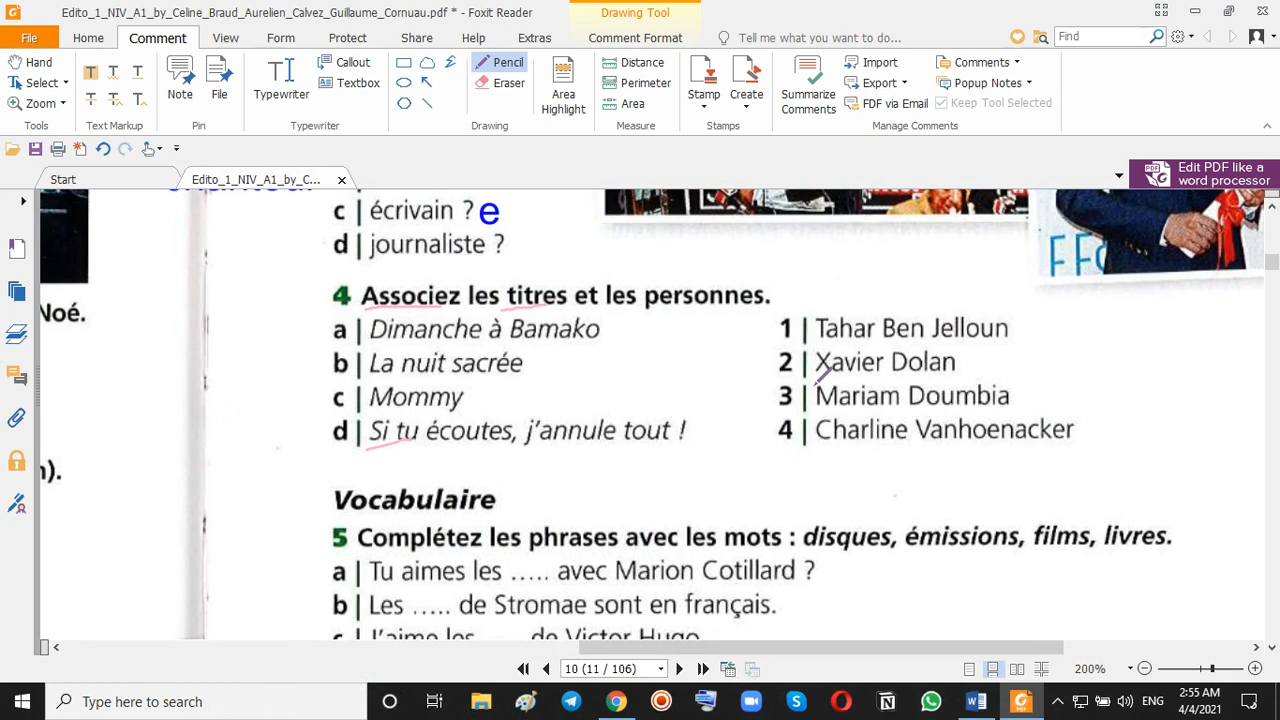 Edito_1_NIV_A1_by_Celine_Braud_Aurelien_Calvez_Guillaume_Cornuau.pdf * - Foxit Reader
Drawing Tool
File Home Comment View Form Protect Share Help Extras Comment Format Tell me what you want to do... Find
Hand
Select
Zoom
Tools
Text Markup
Note
File
Pin
Typewriter
Callout
Textbox
Typewriter
Pencil
Eraser
Area Highlight
Drawing
Distance
Perimeter
Area
Measure
Stamp
Create
Stamps
Summarize Comments
Import
Export
FDF via Email
Comments
Popup Notes
Keep Tool Selected
Manage Comments
Start
Edito_1_NIV_A1_by_C...
Edit PDF like a word processor
c | écrivain ? e
d | journaliste ?
Noé.
4 Associez les titres et les personnes.
a | Dimanche à Bamako
b | La nuit sacrée
c | Mommy
d | Si tu écoutes, j'annule tout !
1 | Tahar Ben Jelloun
2 | Xavier Dolan
3 | Mariam Doumbia
4 | Charline Vanhoenacker
Vocabulaire
5 Complétez les phrases avec les mots : disques, émissions, films, livres.
a | Tu aimes les ..... avec Marion Cotillard ?
b | Les ..... de Stromae sont en français.
c | J'aime les ..... de Victor Hugo
10 (11 / 106)
200%
Type here to search
ENG
2:55 AM
4/4/2021